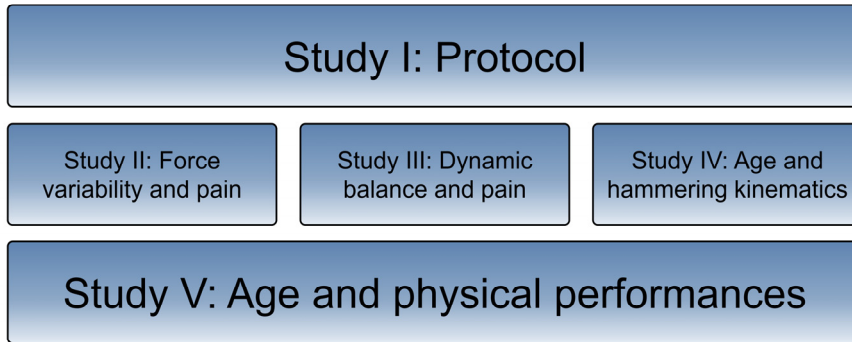 Study I: Protocol
Study II: Force
variability and pain
Study III: Dynamic
balance and pain
Study IV: Age and
hammering kinematics
Study V: Age and physical performances